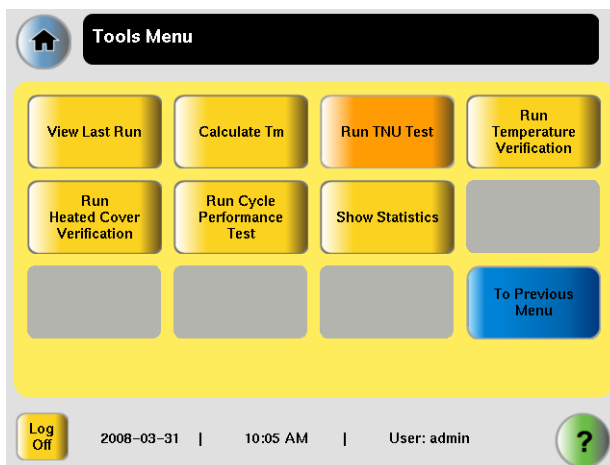 Tools Menu
View Last Run
Calculate Tm
Run TNU Test
Run
Temperature
Verification
Run
Heated Cover
Verification
Run Cycle
Performance
Test
Show Statistics
To Previous
Menu
Log
Off
2008-03-31 | 10:05 AM | User: admin
?